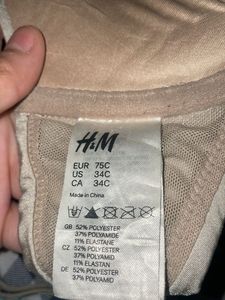 H&M
EUR 75C
US 34C
CA 34C
Made in China
GB 52% POLYESTER
37% POLYAMIDE
11% ELASTANE
CZ 52% POLYESTER
37% POLYAMID
11% ELASTAN
DE 52% POLYESTER
37% POLYAMID